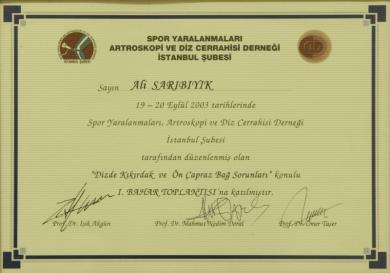 SPOR YARALANMALARI
ARTROSKOPİ VE DİZ CERRAHİSİ DERNEĞİ
İSTANBUL ŞUBESİ
İSTANBUL ŞUBESİ
Sayın Ali SARIBIYIK
19 – 20 Eylül 2003 tarihlerinde
Spor Yaralanmaları, Artroskopi ve Diz Cerrahisi Derneği
İstanbul Şubesi
tarafından düzenlenmiş olan
"Dizde Kıkırdak ve Ön Çapraz Bağ Sorunları" konulu
I. BAHAR TOPLANTISI'na katılmıştır.
Prof. Dr. Işık Akgün Prof. Dr. Mahmut Nedim Doral Prof. Dr. Ömer Taşer